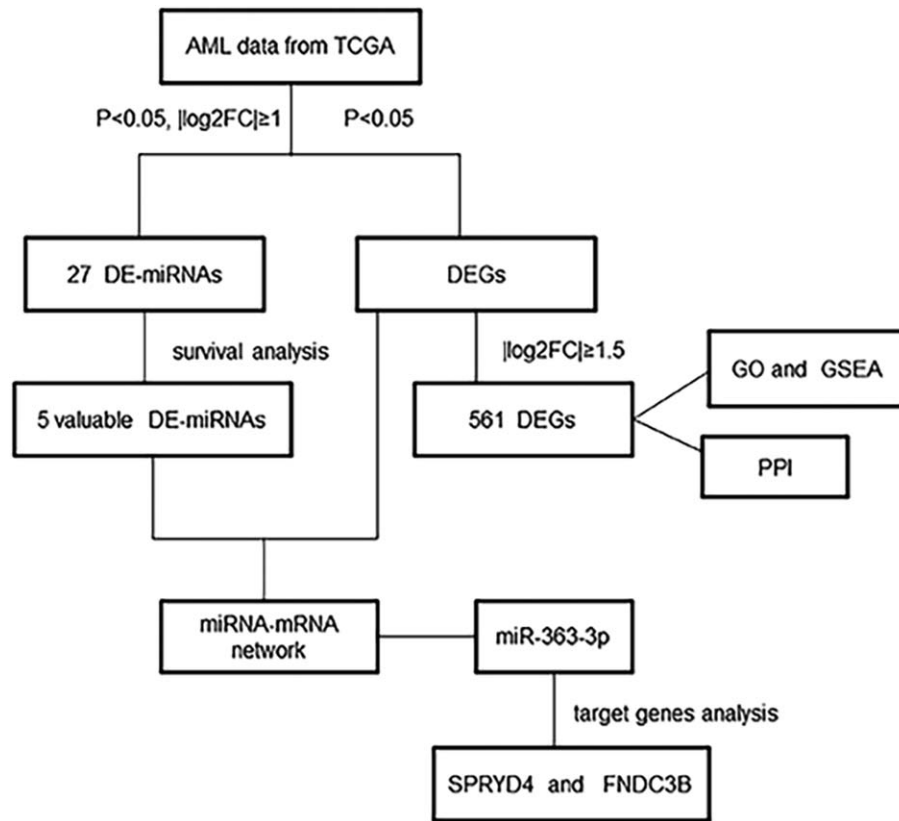 AML data from TCGA
P<0.05, |log2FC|≥1
P<0.05
27 DE-miRNAs
DEGs
survival analysis
|log2FC|≥1.5
GO and GSEA
5 valuable DE-miRNAs
561 DEGs
PPI
miRNA-mRNA
network
miR-363-3p
target genes analysis
SPRYD4 and FNDC3B